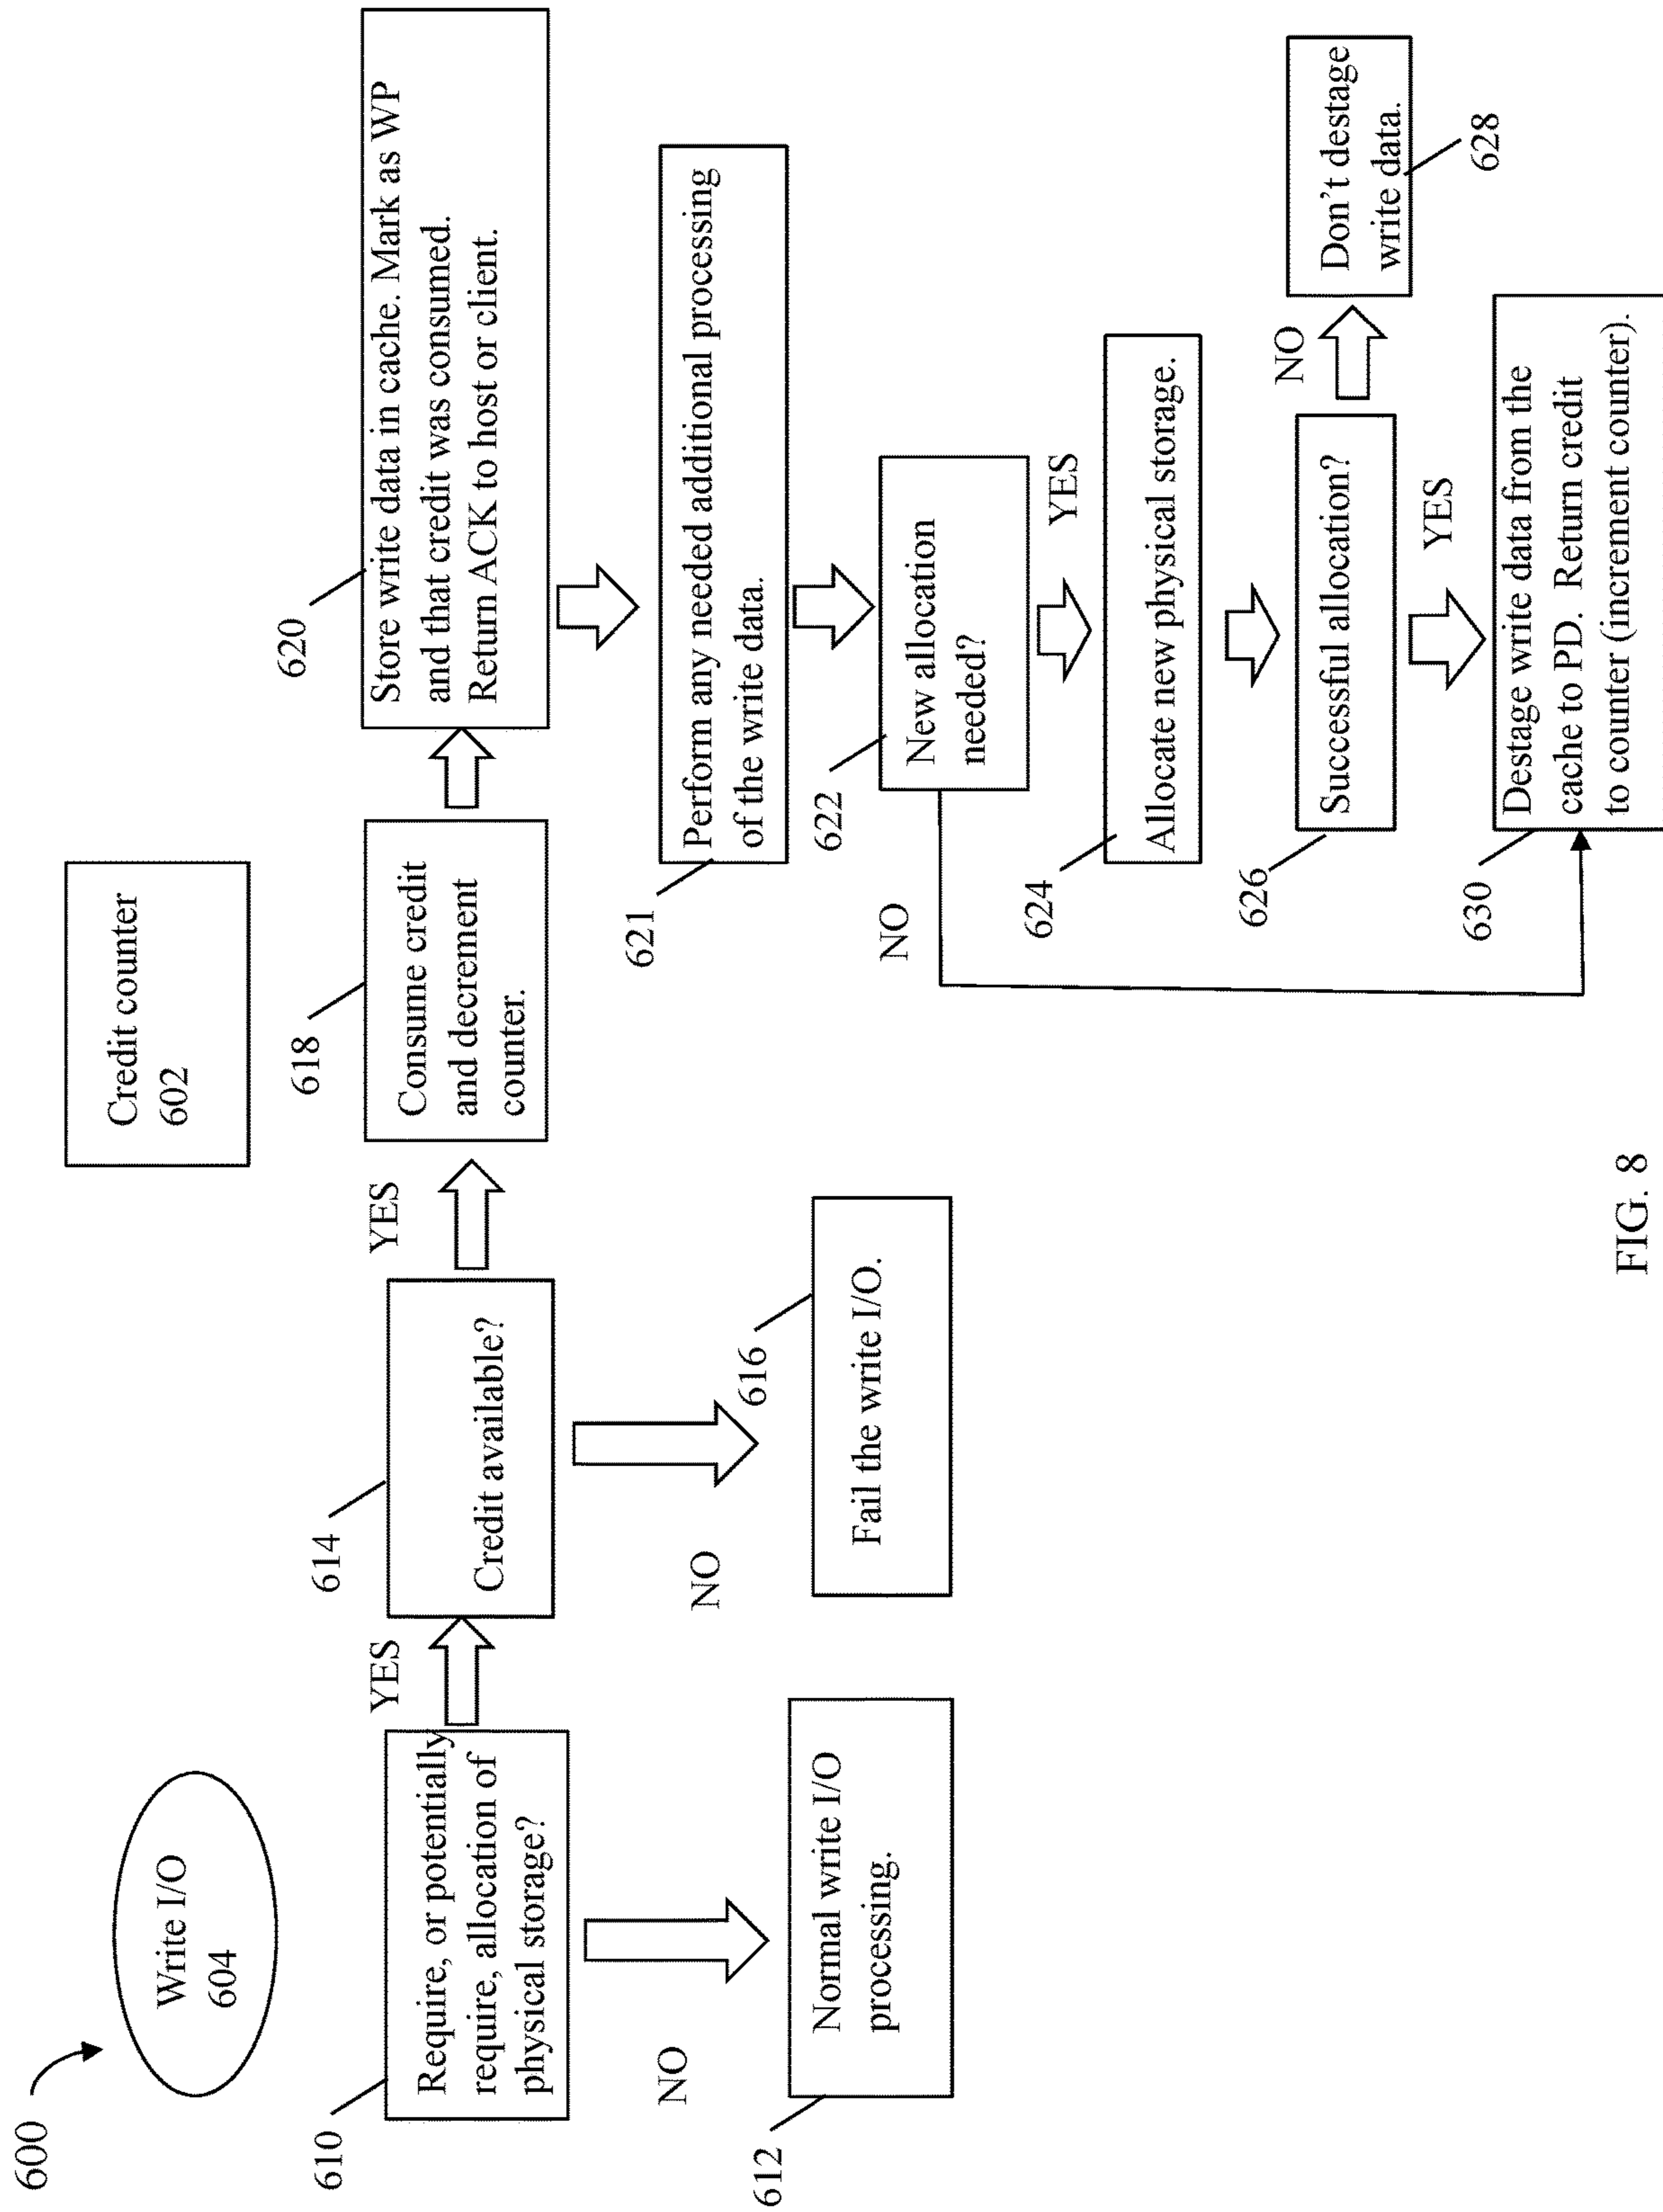 600
Write I/O
604
Credit counter
602
610
Require, or potentially
require, allocation of
physical storage?
YES
614
Credit available?
YES
618
Consume credit
and decrement
counter.
620
Store write data in cache. Mark as WP
and that credit was consumed.
Return ACK to host or client.
NO
612
Normal write I/O
processing.
NO
616
Fail the write I/O.
621
Perform any needed additional processing
of the write data.
622
New allocation
needed?
NO
YES
624
Allocate new physical storage.
626
Successful allocation?
NO
Don't destage
write data.
628
YES
630
Destage write data from the
cache to PD. Return credit
to counter (increment counter).
FIG. 8